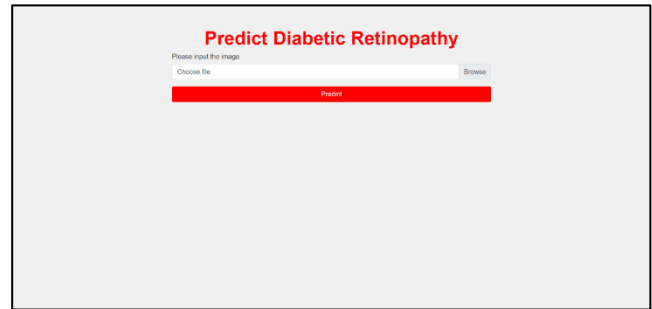 Predict Diabetic Retinopathy
Please input the image
Choose file Browse
Predict